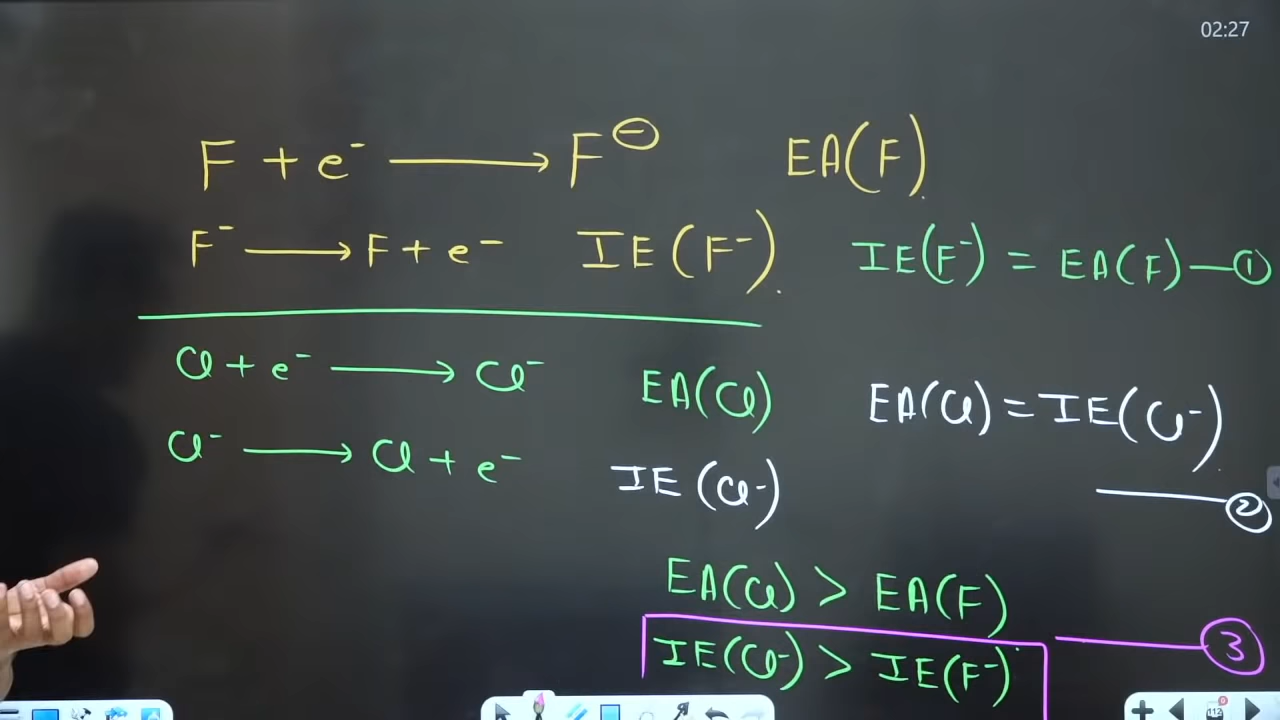 02:27
F + e⁻ ⟶ F⊖ EA(F)
F⁻ ⟶ F + e⁻ IE(F⁻) IE(F⁻) = EA(F) — ①
Cl + e⁻ ⟶ Cl⁻ EA(Cl) EA(Cl) = IE(Cl⁻)
Cl⁻ ⟶ Cl + e⁻ IE(Cl⁻)
②
EA(Cl) > EA(F)
IE(Cl⁻) > IE(F⁻) — ③
112